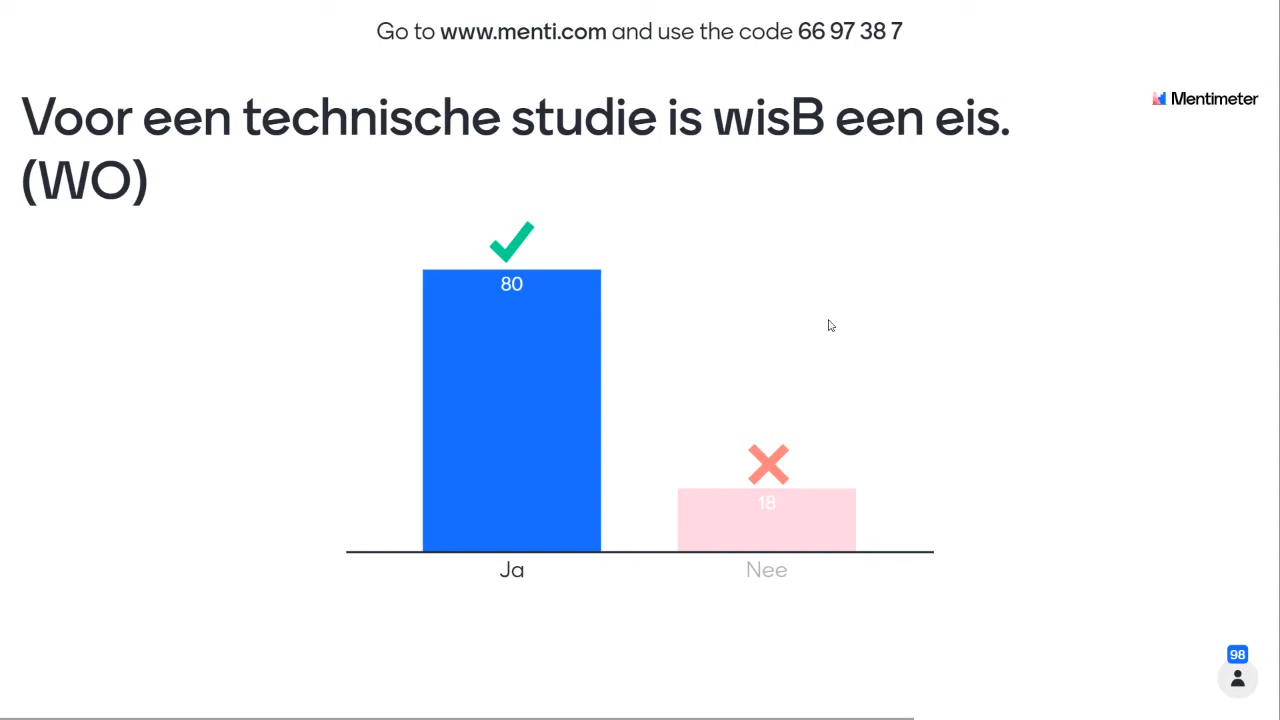 Go to www.menti.com and use the code 66 97 38 7
Mentimeter
Voor een technische studie is wisB een eis.
(WO)
80
18
Ja
Nee
98